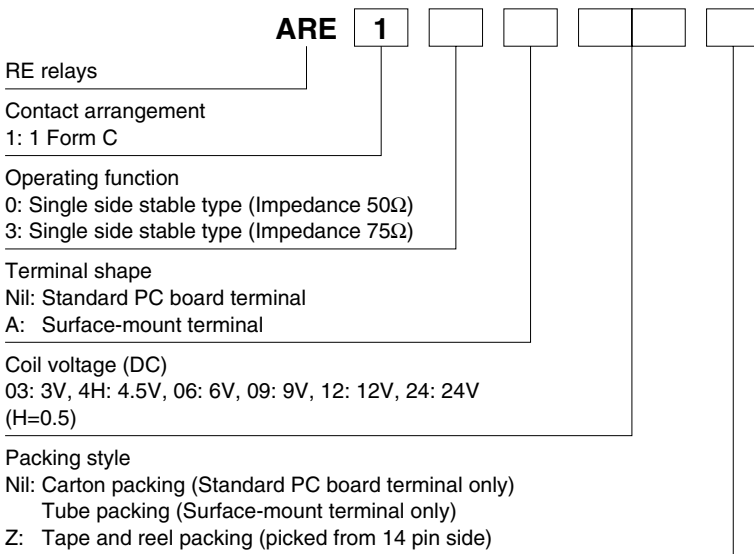 ARE 1
RE relays
Contact arrangement
1: 1 Form C
Operating function
0: Single side stable type (Impedance 50Ω)
3: Single side stable type (Impedance 75Ω)
Terminal shape
Nil: Standard PC board terminal
A: Surface-mount terminal
Coil voltage (DC)
03: 3V, 4H: 4.5V, 06: 6V, 09: 9V, 12: 12V, 24: 24V
(H=0.5)
Packing style
Nil: Carton packing (Standard PC board terminal only)
Tube packing (Surface-mount terminal only)
Z: Tape and reel packing (picked from 14 pin side)